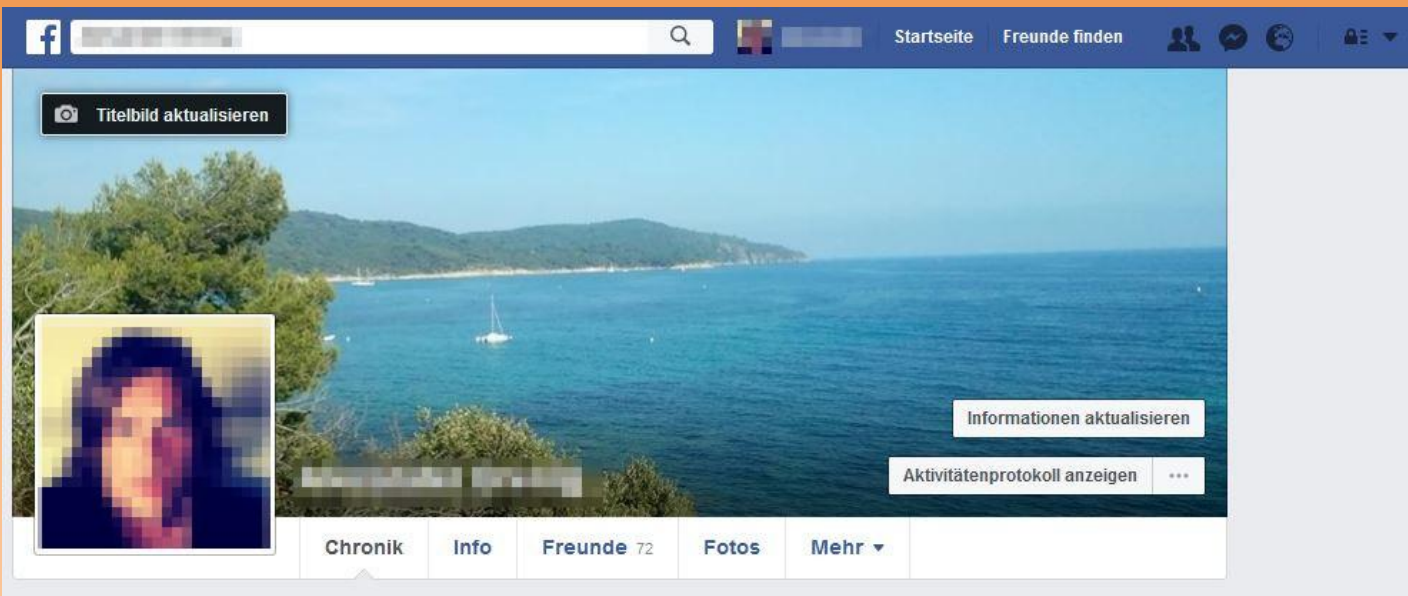 f Startseite Freunde finden
Titelbild aktualisieren
Informationen aktualisieren
Aktivitätenprotokoll anzeigen ...
Chronik Info Freunde 72 Fotos Mehr